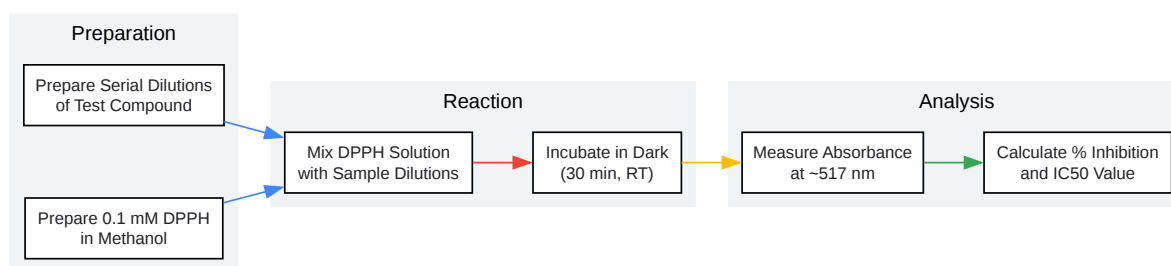 Preparation
Prepare Serial Dilutions
of Test Compound
Prepare 0.1 mM DPPH
in Methanol
Reaction
Mix DPPH Solution
with Sample Dilutions
Incubate in Dark
(30 min, RT)
Analysis
Measure Absorbance
at ~517 nm
Calculate % Inhibition
and IC50 Value